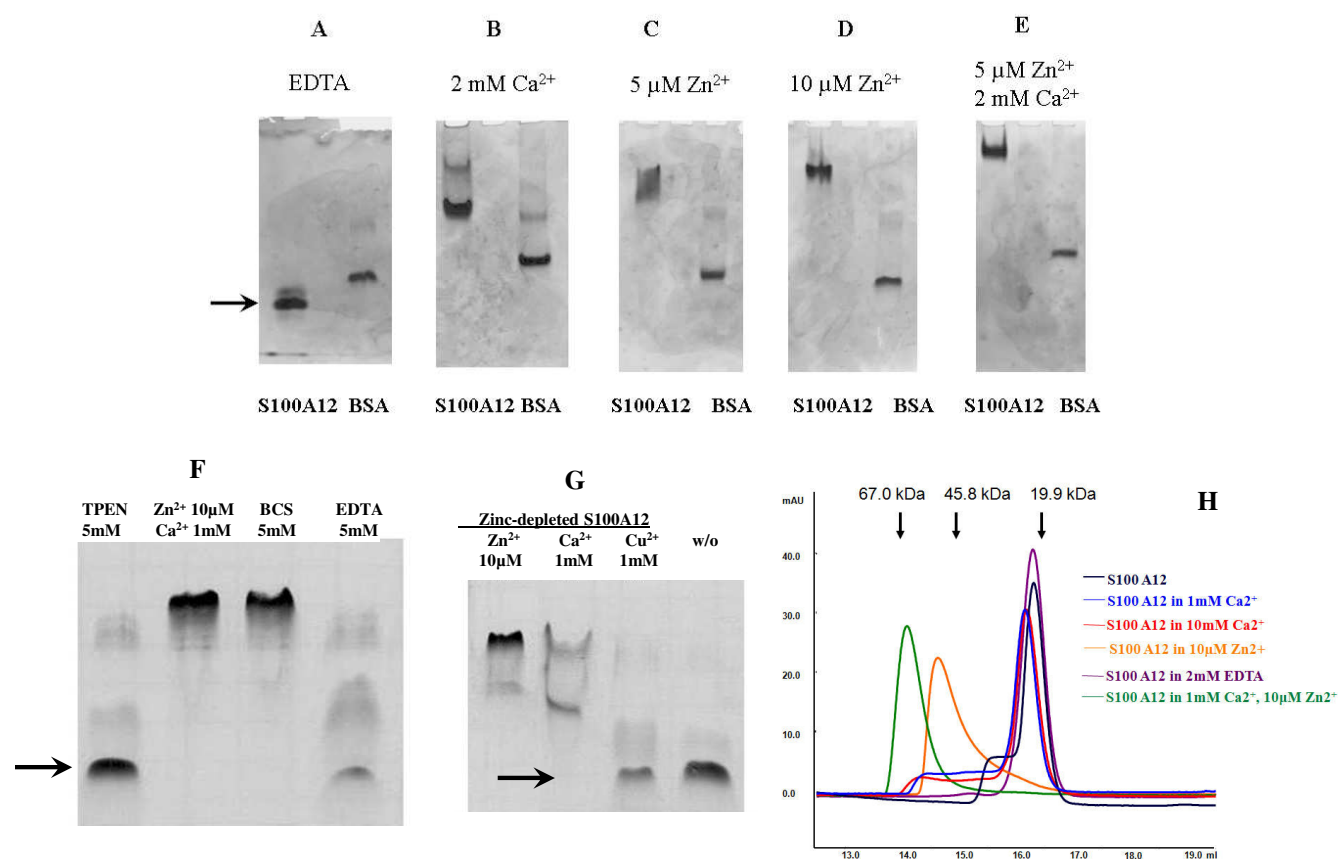 A
B
C
D
E
EDTA
2 mM Ca²⁺
5 µM Zn²⁺
10 µM Zn²⁺
5 µM Zn²⁺
2 mM Ca²⁺
S100A12 BSA
S100A12 BSA
S100A12 BSA
S100A12 BSA
S100A12 BSA
F
TPEN
5mM
Zn²⁺ 10µM
Ca²⁺ 1mM
BCS
5mM
EDTA
5mM
G
Zinc-depleted S100A12
Zn²⁺
10µM
Ca²⁺
1mM
Cu²⁺
1mM
w/o
H
mAU
67.0 kDa
45.8 kDa
19.9 kDa
40.0
30.0
20.0
10.0
0.0
S100 A12
S100 A12 in 1mM Ca²⁺
S100 A12 in 10mM Ca²⁺
S100 A12 in 10µM Zn2+
S100 A12 in 2mM EDTA
S100 A12 in 1mM Ca²⁺, 10µM Zn²⁺
13.0 14.0 15.0 16.0 17.0 18.0 19.0 ml